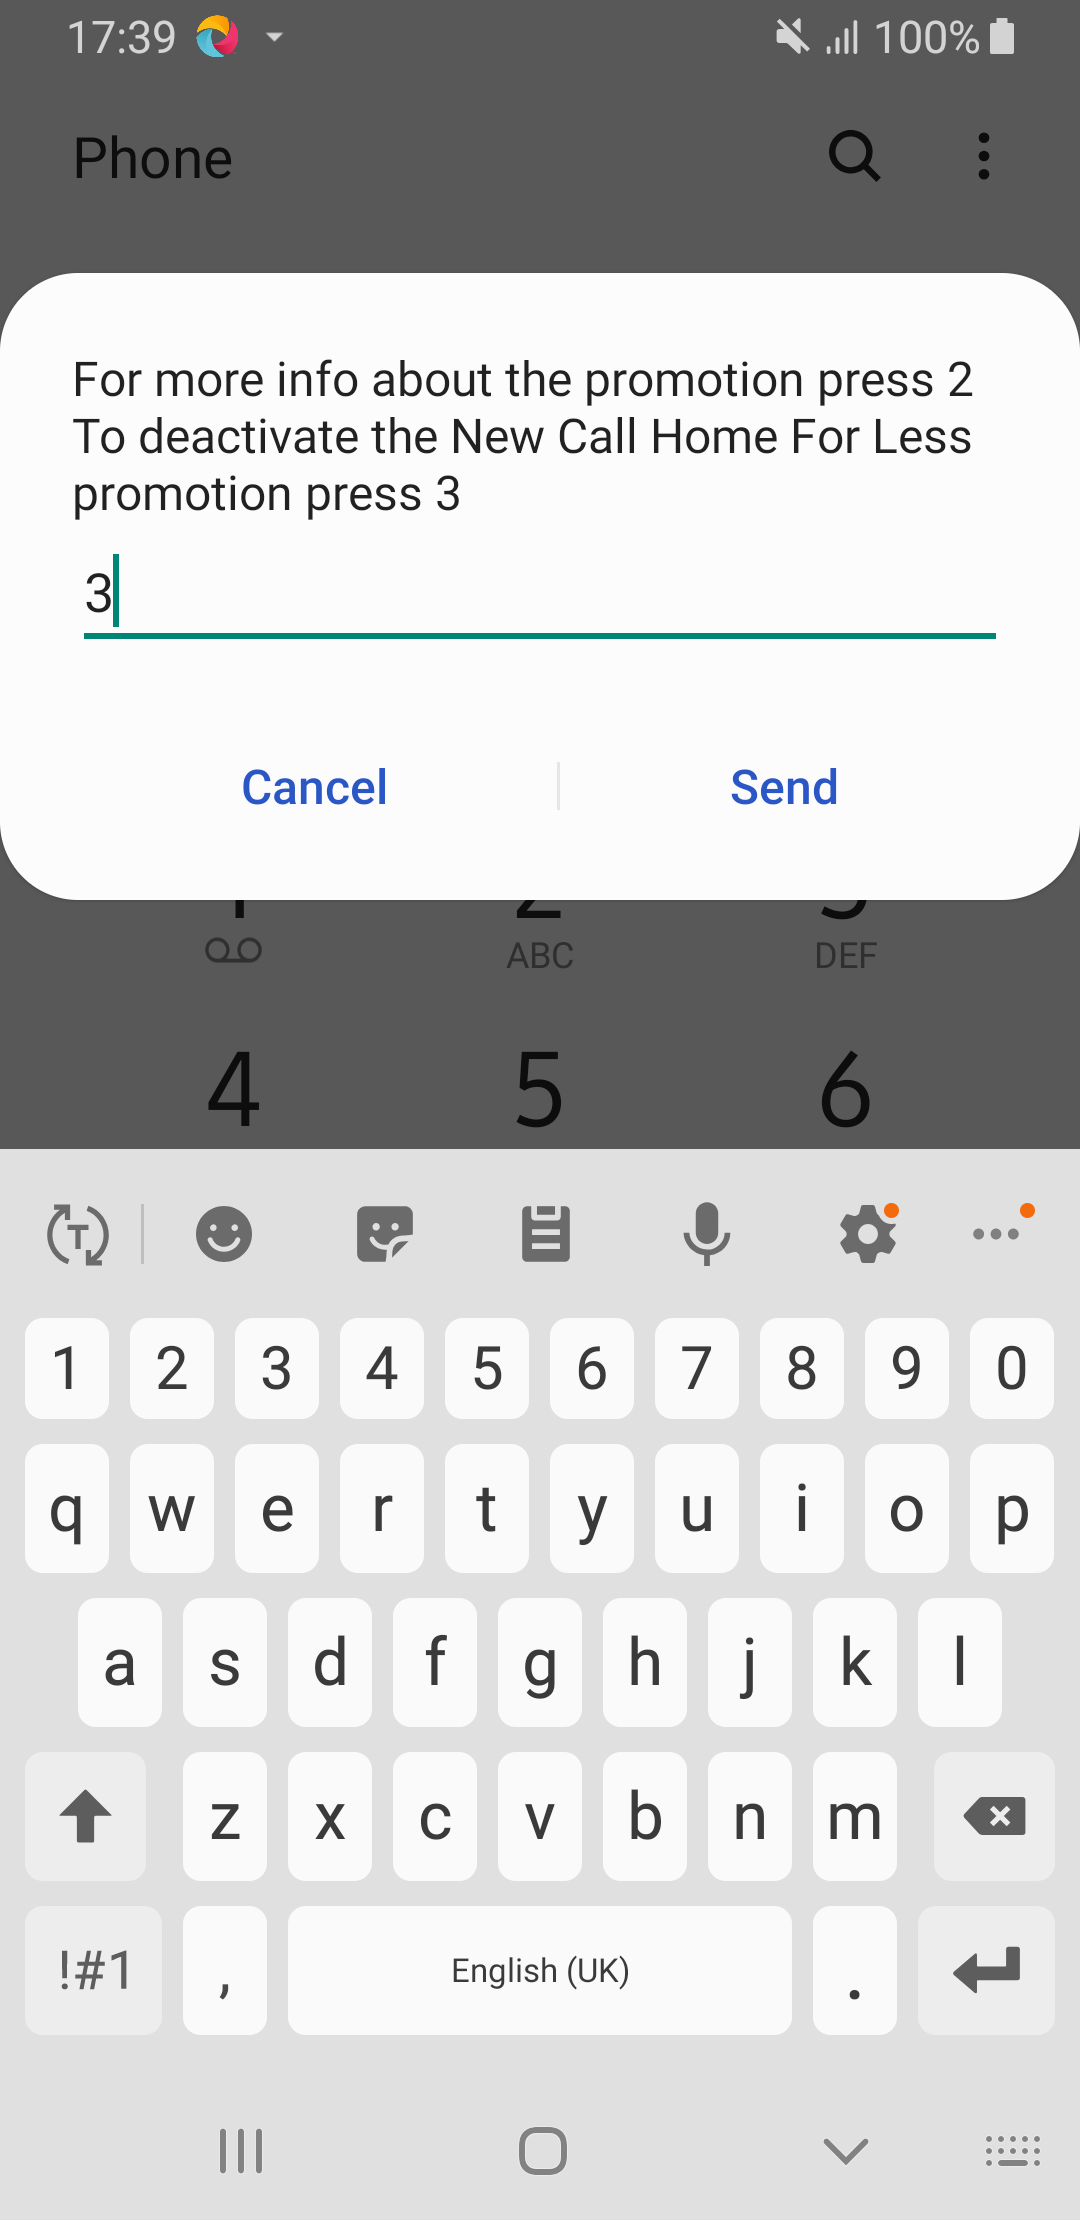 17:39 100%
Phone
For more info about the promotion press 2
To deactivate the New Call Home For Less
promotion press 3
3
Cancel Send
ABC DEF
4 5 6
T
1 2 3 4 5 6 7 8 9 0
q w e r t y u i o p
a s d f g h j k l
z x c v b n m
!#1 , English (UK) .